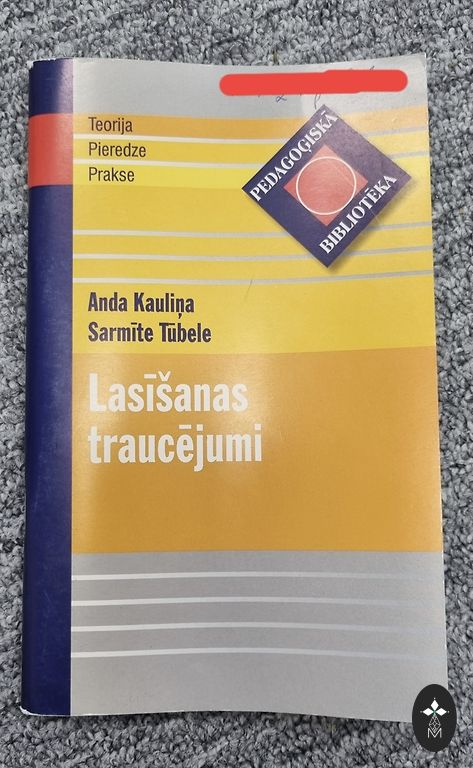 Teorija
Pieredze
Prakse
PEDAGOĢISKĀ
BIBLIOTĒKA
Anda Kauliņa
Sarmīte Tūbele
Lasīšanas
traucējumi